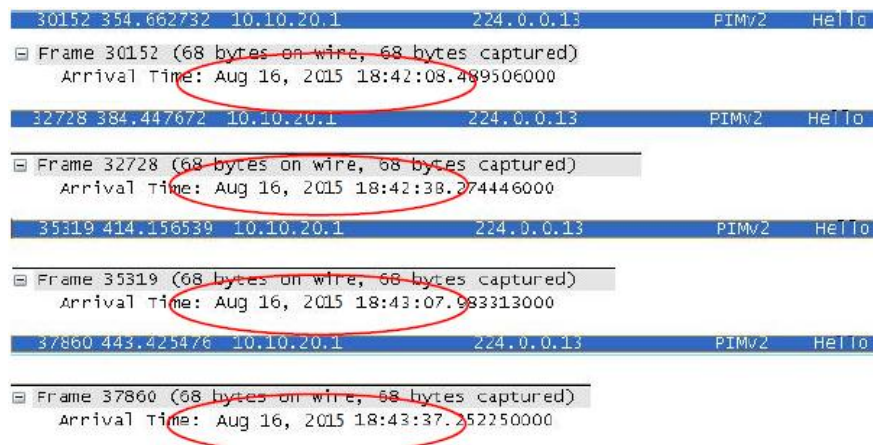 30152 354.662732 10.10.20.1 224.0.0.13 PIMv2 Hello
Frame 30152 (68 bytes on wire, 68 bytes captured)
Arrival Time: Aug 16, 2015 18:42:08.489506000
32728 384.447672 10.10.20.1 224.0.0.13 PIMv2 Hello
Frame 32728 (68 bytes on wire, 68 bytes captured)
Arrival Time: Aug 16, 2015 18:42:38.274446000
35319 414.156539 10.10.20.1 224.0.0.13 PIMv2 Hello
Frame 35319 (68 bytes on wire, 68 bytes captured)
Arrival Time: Aug 16, 2015 18:43:07.983313000
37860 443.425476 10.10.20.1 224.0.0.13 PIMv2 Hello
Frame 37860 (68 bytes on wire, 68 bytes captured)
Arrival Time: Aug 16, 2015 18:43:37.252250000